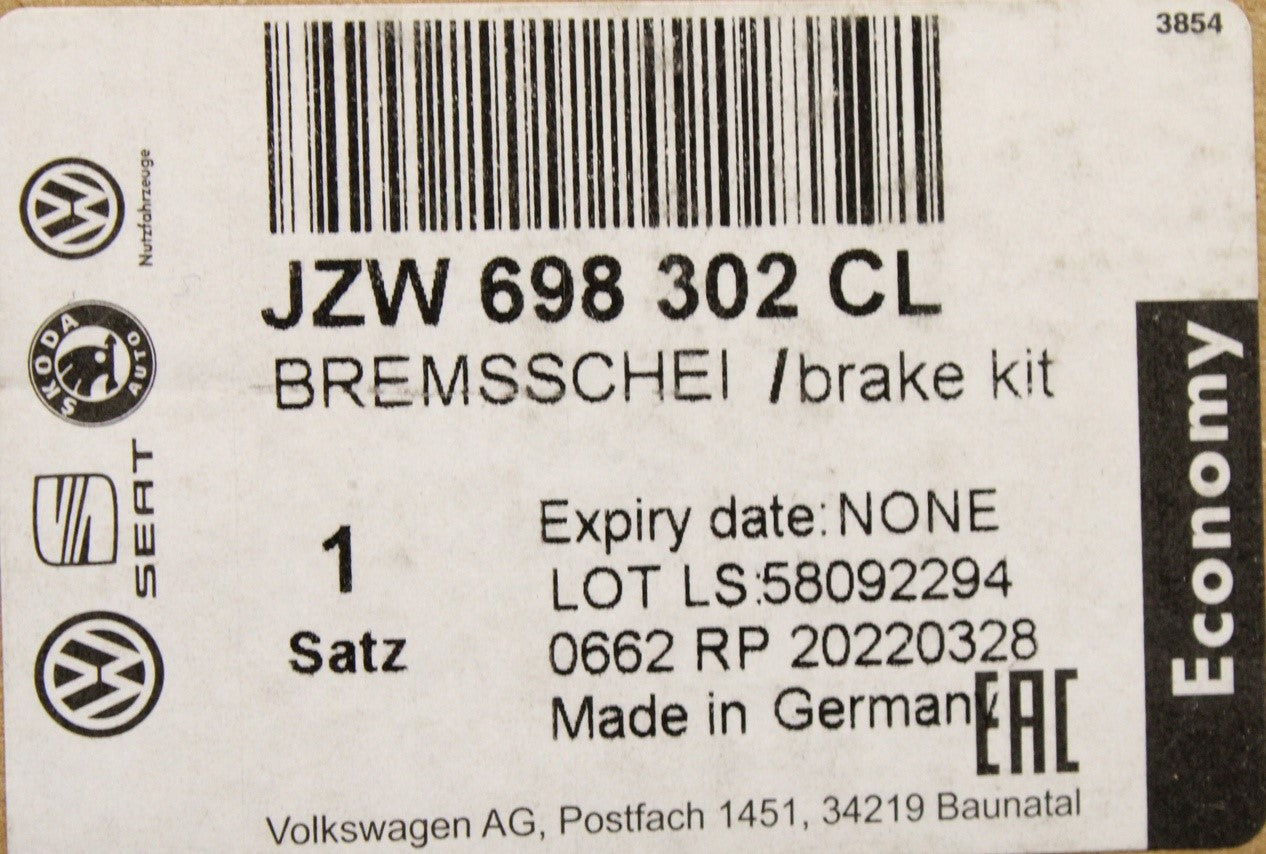 3854
Nutzfahrzeuge
JZW 698 302 CL
BREMSSCHEI /brake kit
ŠKODA
AUTO
SEAT
Economy
Expiry date:NONE
1
LOT LS:58092294
Satz
0662 RP 20220328
Made in Germany
EAC
Volkswagen AG, Postfach 1451, 34219 Baunatal